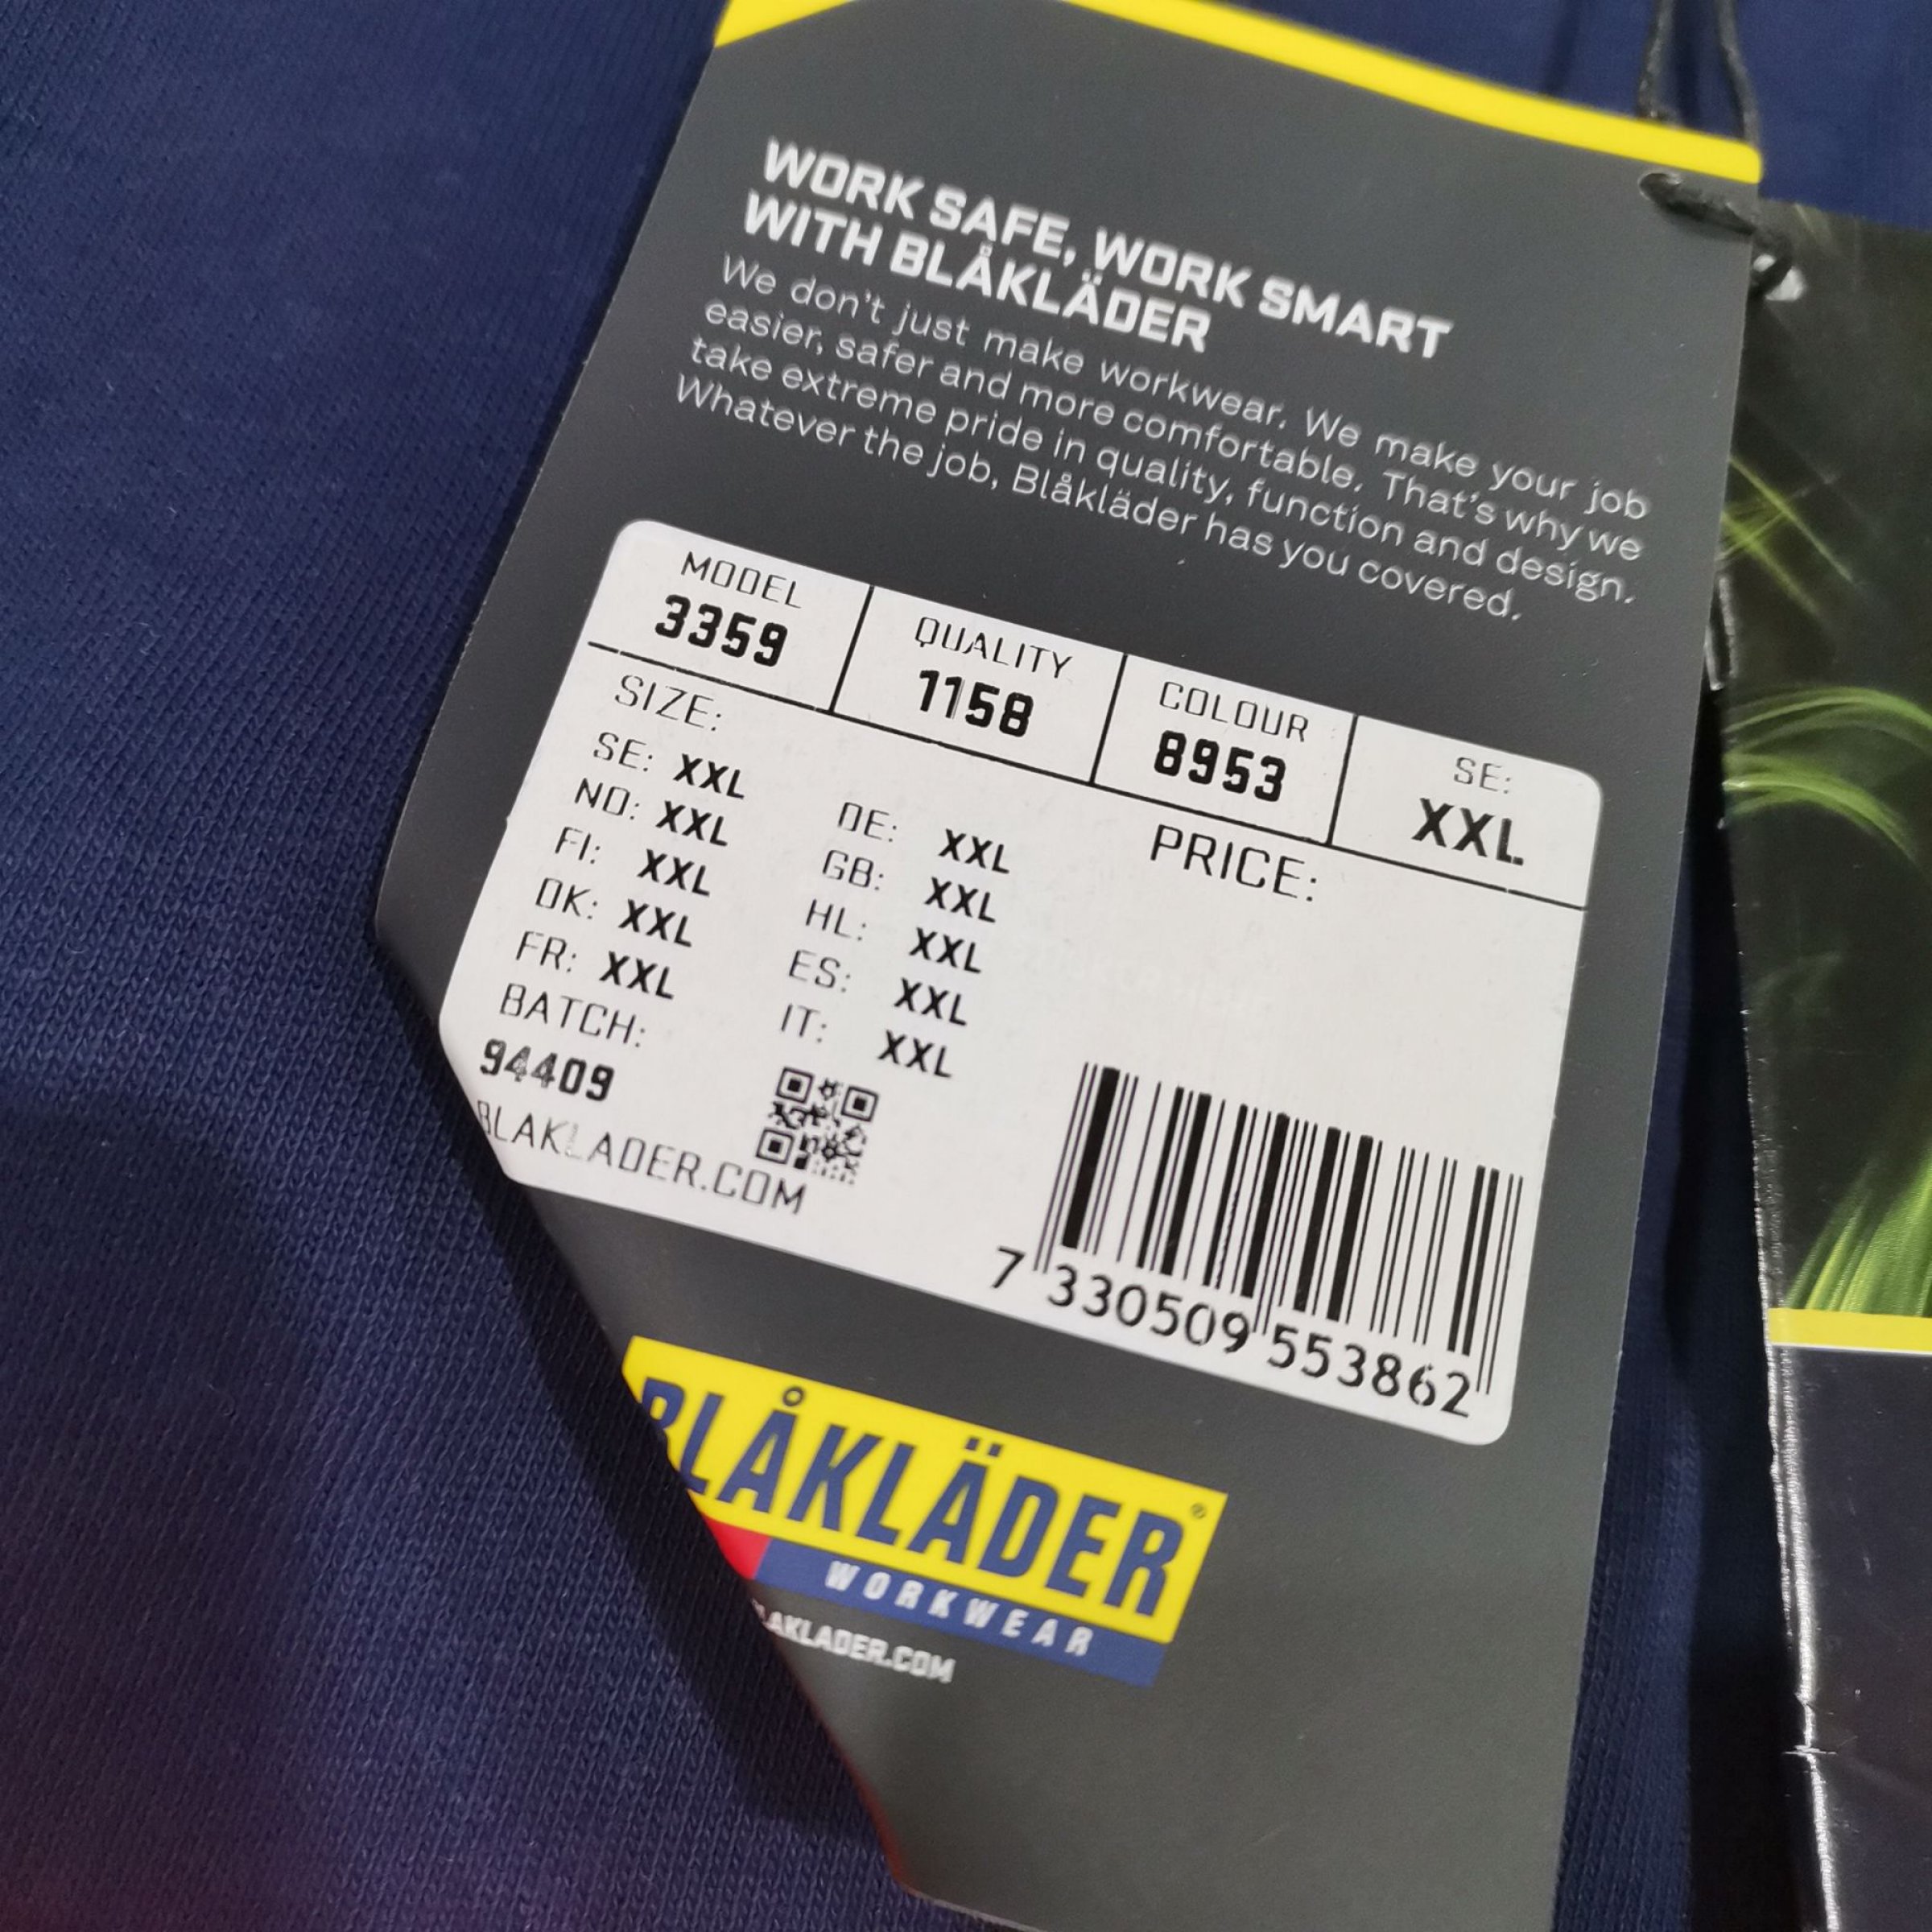 WORK SAFE, WORK SMART
WITH BLÅKLÄDER
We don't just make workwear. We make your job
easier, safer and more comfortable. That's why we
take extreme pride in quality, function and design.
Whatever the job, Blåkläder has you covered.
MODEL QUALITY COLOUR SE:
3359 1158 8953 XXL
SIZE:
SE: XXL DE: XXL
NO: XXL GB: XXL
FI: XXL HL: XXL
DK: XXL ES: XXL
FR: XXL IT: XXL
PRICE:
BATCH:
94409
BLAKLADER.COM
7 330509 553862
BLÅKLÄDER®
WORKWEAR
LAKLADER.COM